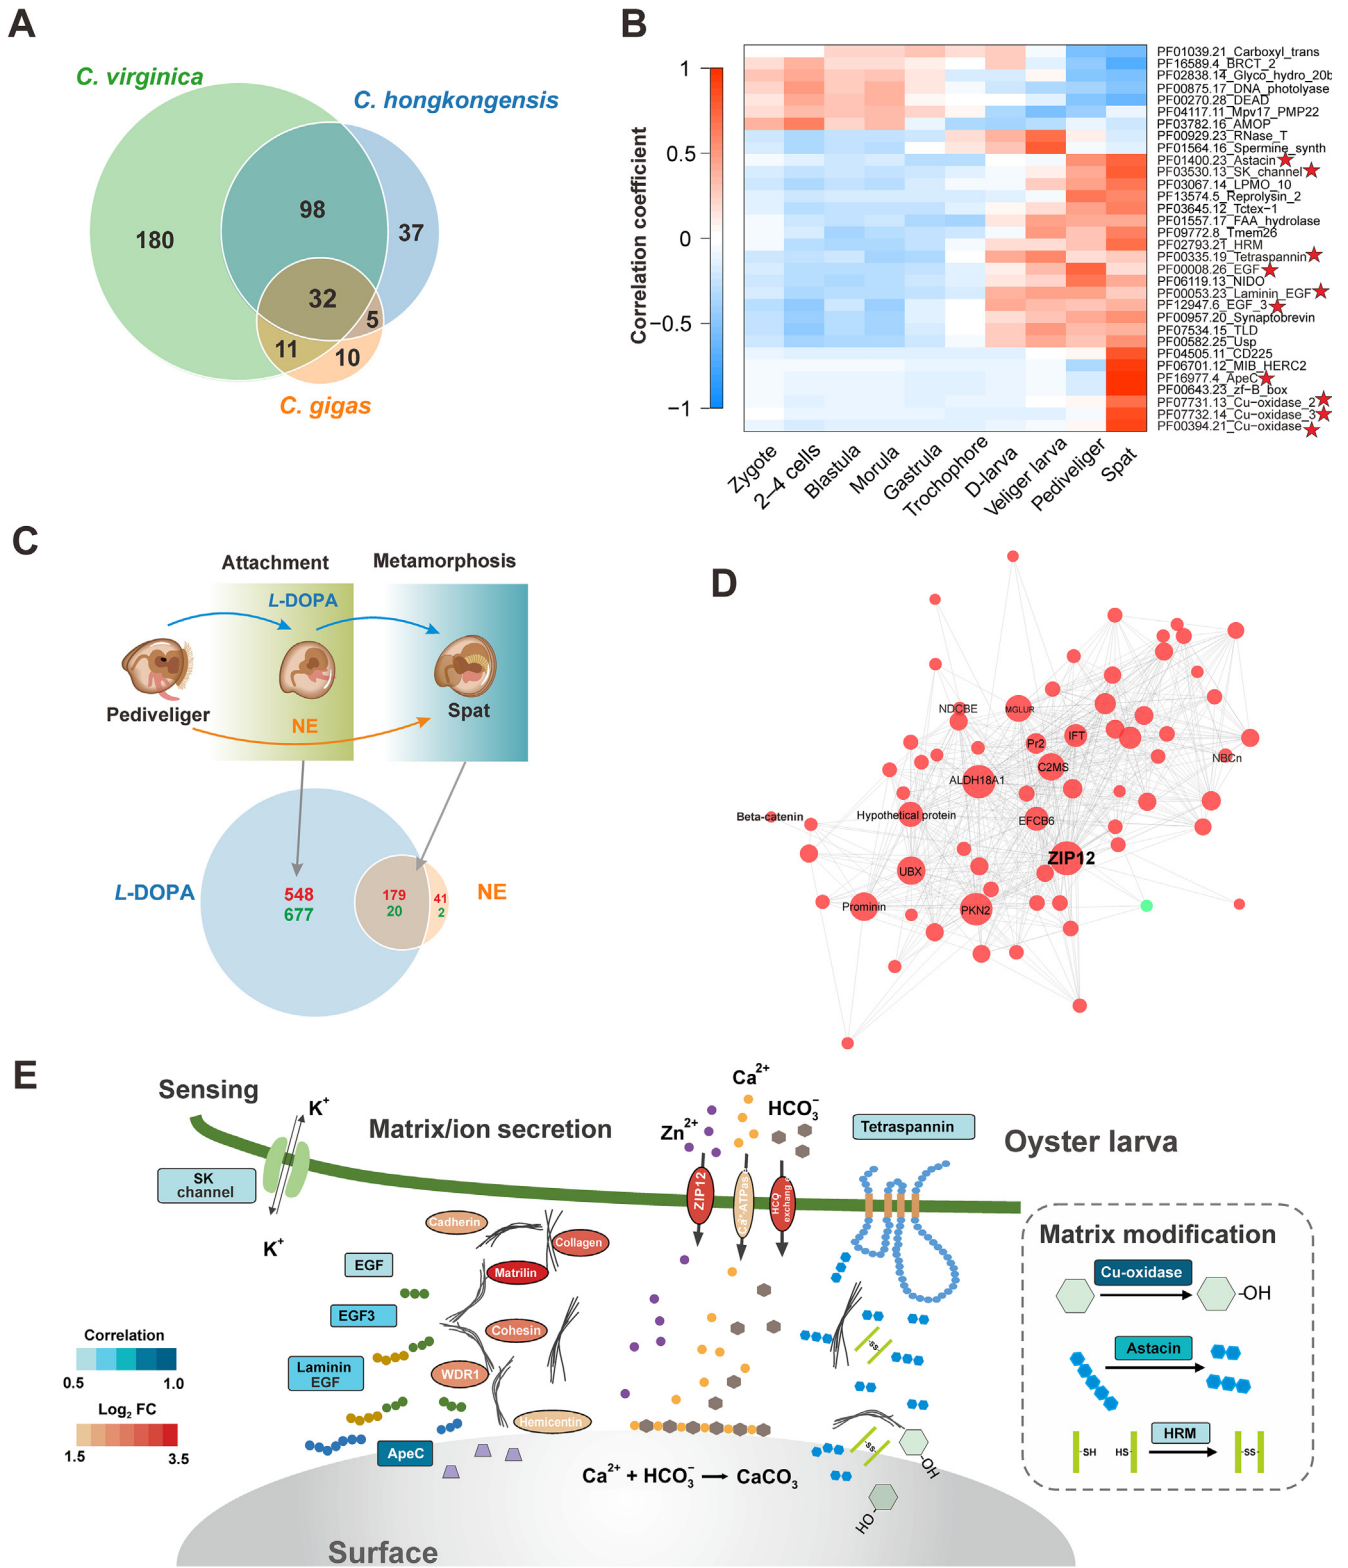 A
C. virginica
C. hongkongensis
98
37
180
32
5
11
10
C. gigas
B
Correlation coefficient
1
0.5
0
−0.5
−1
PF01039.21_Carboxyl_trans
PF16589.4_BRCT_2
PF02838.14_Glyco_hydro_20b
PF00875.17_DNA_photolyase
PF00270.28_DEAD
PF04117.11_Mpv17_PMP22
PF03782.16_AMOP
PF00929.23_RNase_T
PF01564.16_Spermine_synth
PF01400.23_Astacin
PF03530.13_SK_channel
PF03067.14_LPMO_10
PF13574.5_Reprolysin_2
PF03645.12_Tctex−1
PF01557.17_FAA_hydrolase
PF09772.8_Tmem26
PF02793.21_HRM
PF00335.19_Tetraspannin
PF00008.26_EGF
PF06119.13_NIDO
PF00053.23_Laminin_EGF
PF12947.6_EGF_3
PF00957.20_Synaptobrevin
PF07534.15_TLD
PF00582.25_Usp
PF04505.11_CD225
PF06701.12_MIB_HERC2
PF16977.4_ApeC
PF00643.23_zf−B_box
PF07731.13_Cu−oxidase_2
PF07732.14_Cu−oxidase_3
PF00394.21_Cu−oxidase
Zygote
2−4 cells
Blastula
Morula
Gastrula
Trochophore
D-larva
Veliger larva
Pediveliger
Spat
C
Attachment
Metamorphosis
L-DOPA
Pediveliger
Spat
NE
L-DOPA
548
677
179
20
41
2
NE
D
NDCBE
MGLUR
Pr2
IFT
NBCn
C2MS
ALDH18A1
Beta-catenin
Hypothetical protein
EFCB6
ZIP12
UBX
Prominin
PKN2
E
Sensing
K+
SK
channel
K+
Matrix/ion secretion
Zn2+
Ca2+
HCO3−
Tetraspannin
Oyster larva
ZIP12
Ca2+-ATPase
HCO3
exchang
Cadherin
Collagen
Matrilin
EGF
EGF3
Cohesin
Laminin
EGF
WDR1
Hemicentin
ApeC
Correlation
0.5
1.0
Log2 FC
1.5
3.5
-SS-
-SS-
-OH
HO
Ca2+ + HCO3− → CaCO3
Surface
Matrix modification
Cu-oxidase
-OH
Astacin
HRM
-SH
HS-
-SS-